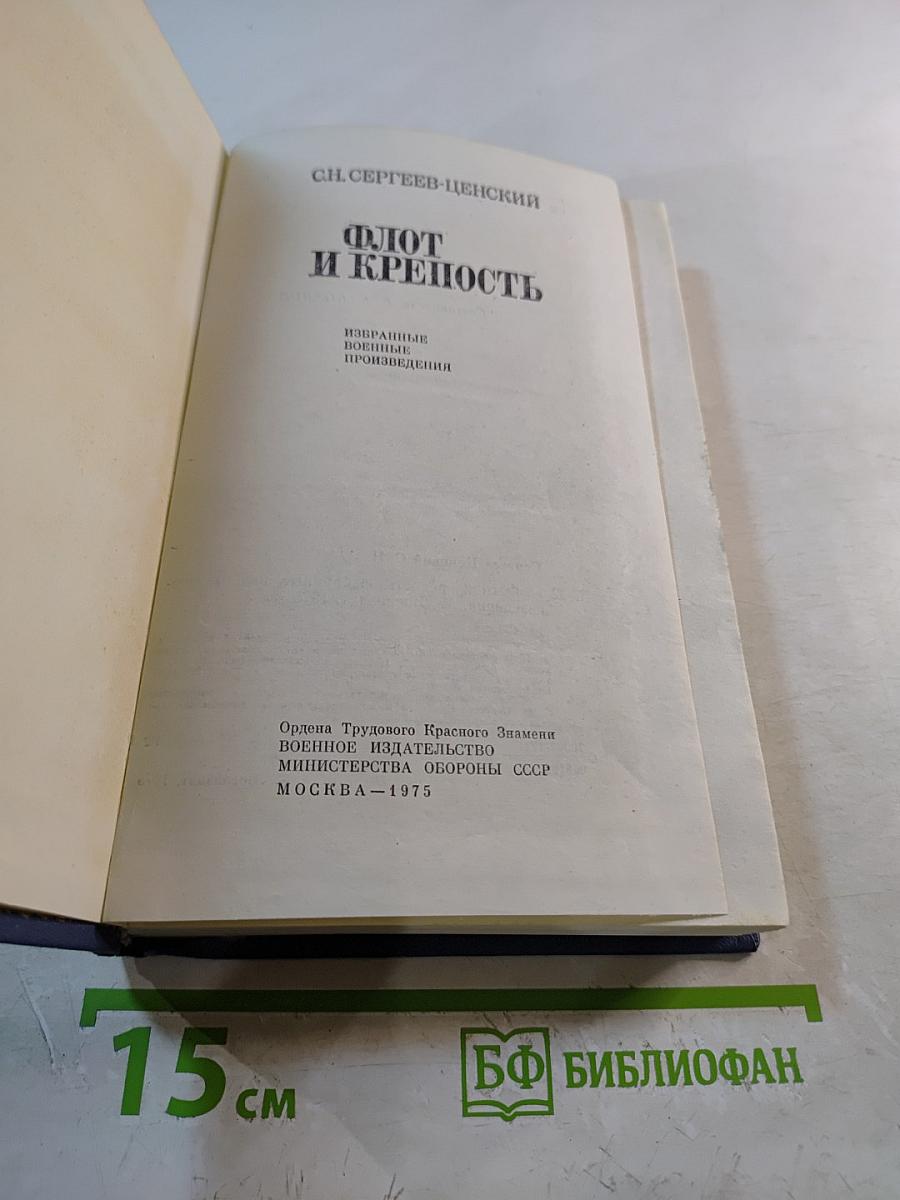 С.Н. СЕРГЕЕВ-ЦЕНСКИЙ
ФЛОТ
И КРЕПОСТЬ
ИЗБРАННЫЕ
ВОЕННЫЕ
ПРОИЗВЕДЕНИЯ
Ордена Трудового Красного Знамени
ВОЕННОЕ ИЗДАТЕЛЬСТВО
МИНИСТЕРСТВА ОБОРОНЫ СССР
МОСКВА—1975
15 см
БФ БИБЛИОФАН